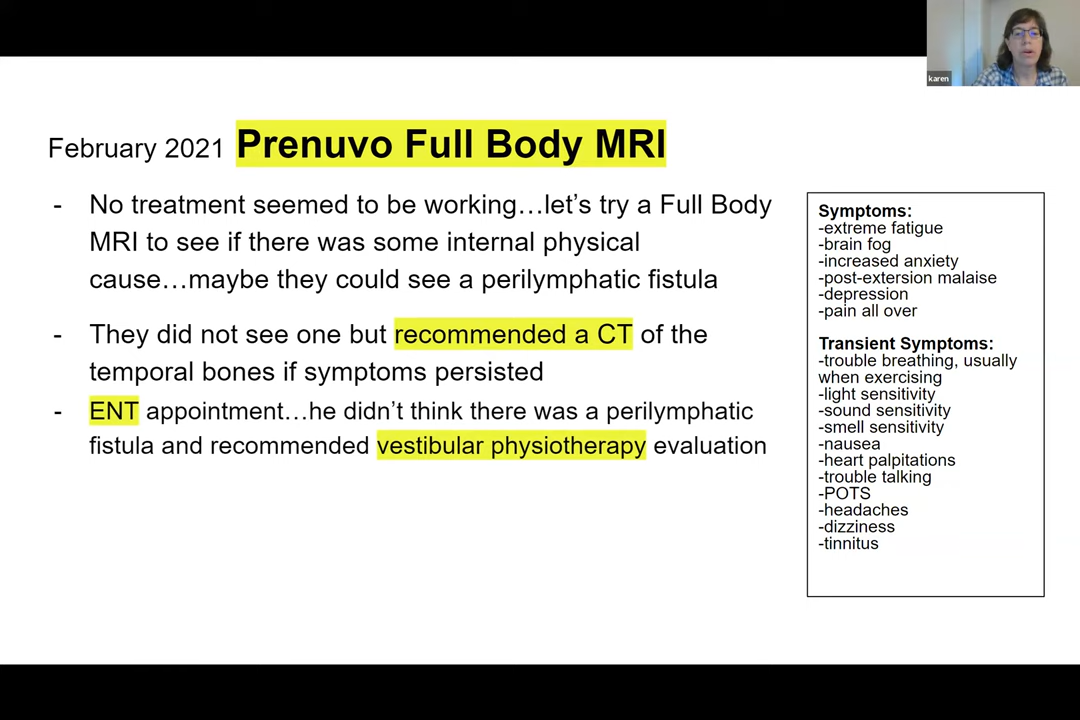 karen
February 2021 Prenuvo Full Body MRI
- No treatment seemed to be working…let’s try a Full Body
MRI to see if there was some internal physical
cause…maybe they could see a perilymphatic fistula
- They did not see one but recommended a CT of the
temporal bones if symptoms persisted
- ENT appointment…he didn’t think there was a perilymphatic
fistula and recommended vestibular physiotherapy evaluation
Symptoms:
-extreme fatigue
-brain fog
-increased anxiety
-post-extersion malaise
-depression
-pain all over
Transient Symptoms:
-trouble breathing, usually
when exercising
-light sensitivity
-sound sensitivity
-smell sensitivity
-nausea
-heart palpitations
-trouble talking
-POTS
-headaches
-dizziness
-tinnitus